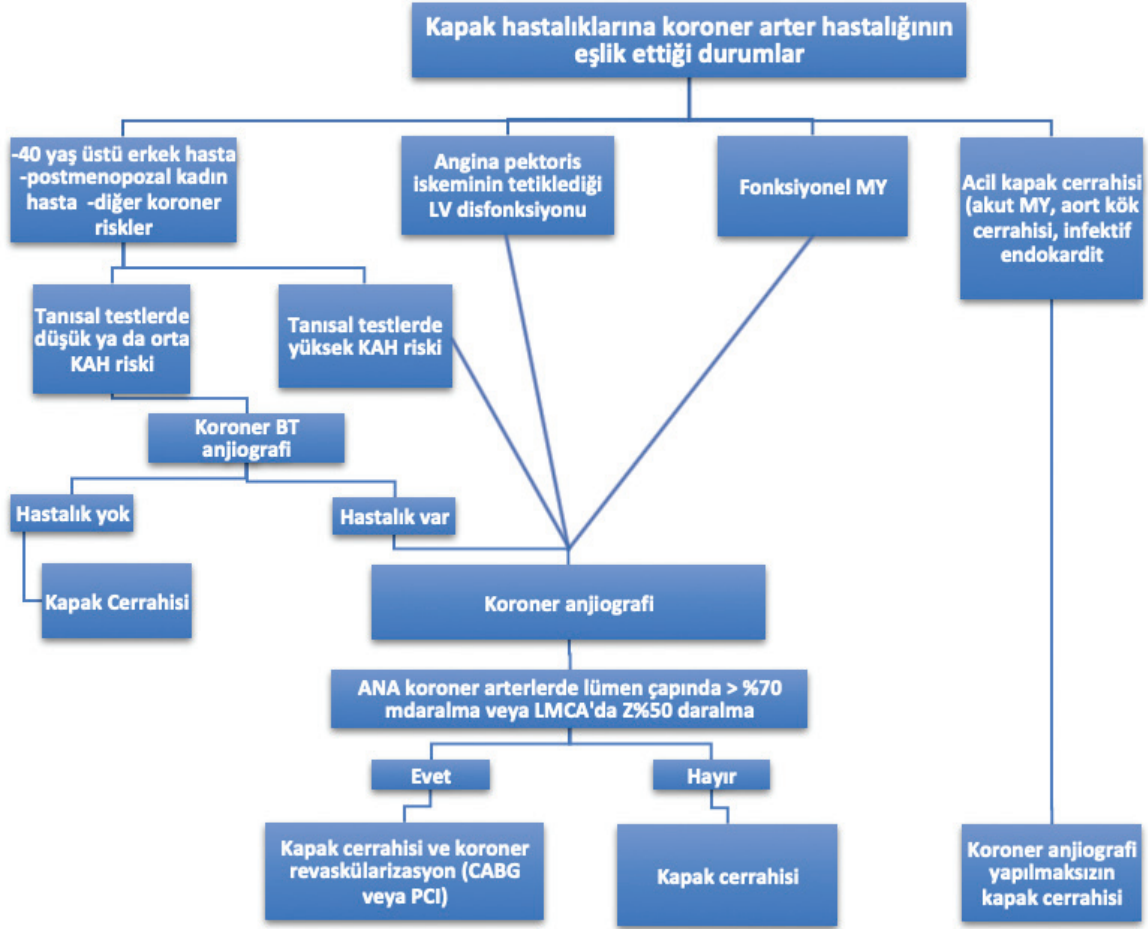 Kapak hastalıklarına koroner arter hastalığının
eşlik ettiği durumlar
-40 yaş üstü erkek hasta
-postmenopozal kadın
hasta -diğer koroner
riskler
Angina pektoris
iskeminin tetiklediği
LV disfonksiyonu
Fonksiyonel MY
Acil kapak cerrahisi
(akut MY, aort kök
cerrahisi, infektif
endokardit
Tanısal testlerde
düşük ya da orta
KAH riski
Tanısal testlerde
yüksek KAH riski
Koroner BT
anjiografi
Hastalık yok
Hastalık var
Kapak Cerrahisi
Koroner anjiografi
ANA koroner arterlerde lümen çapında > %70
mdaralma veya LMCA'da Z%50 daralma
Evet
Hayır
Kapak cerrahisi ve koroner
revaskülarizasyon (CABG
veya PCI)
Kapak cerrahisi
Koroner anjiografi
yapılmaksızın
kapak cerrahisi